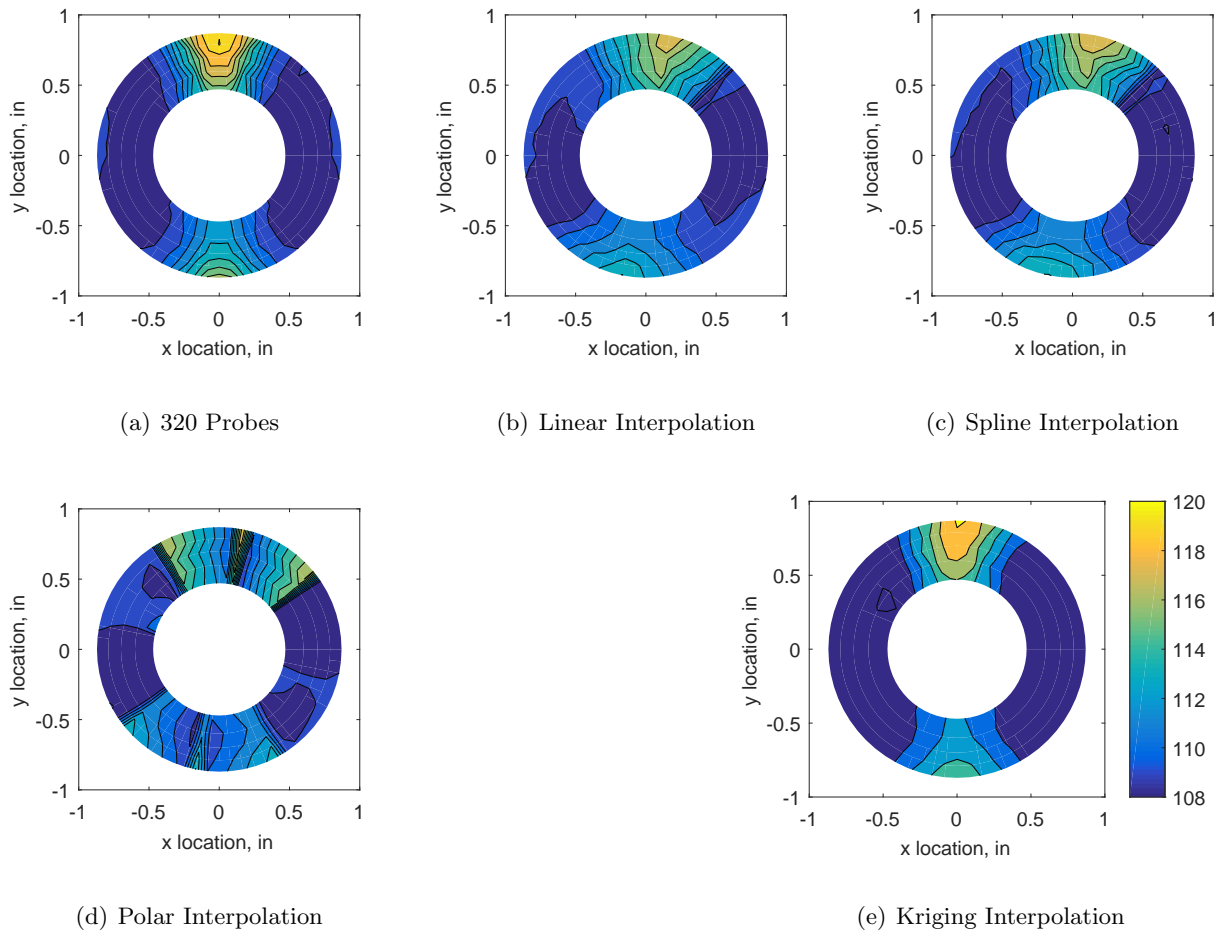 1
0.5
0
-0.5
-1
-1 -0.5 0 0.5 1
y location, in
x location, in
(a) 320 Probes
1
0.5
0
-0.5
-1
-1 -0.5 0 0.5 1
y location, in
x location, in
(b) Linear Interpolation
1
0.5
0
-0.5
-1
-1 -0.5 0 0.5 1
y location, in
x location, in
(c) Spline Interpolation
1
0.5
0
-0.5
-1
-1 -0.5 0 0.5 1
y location, in
x location, in
(d) Polar Interpolation
1
0.5
0
-0.5
-1
-1 -0.5 0 0.5 1
y location, in
x location, in
120
118
116
114
112
110
108
(e) Kriging Interpolation